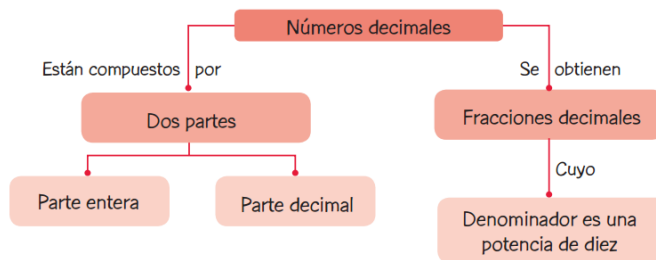 Números decimales
Están compuestos por
Se obtienen
Dos partes
Fracciones decimales
Cuyo
Parte entera
Parte decimal
Denominador es una
potencia de diez